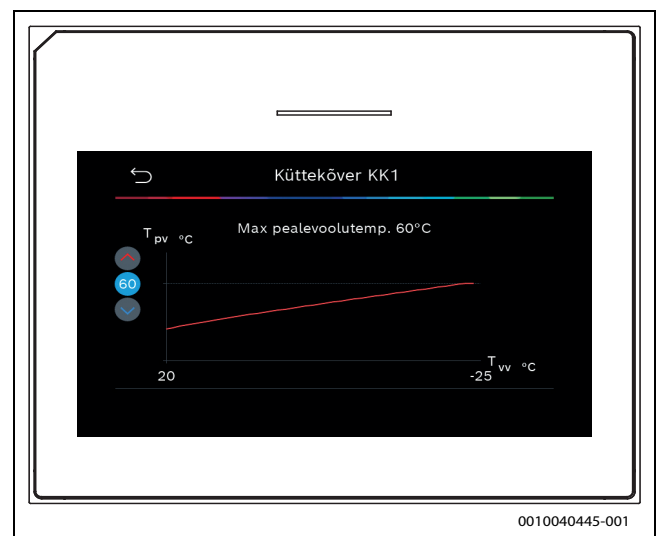 Küttekõver KK1
Max pealevoolutemp. 60°C
T pv °C
60
T vv °C
20 -25
0010040445-001